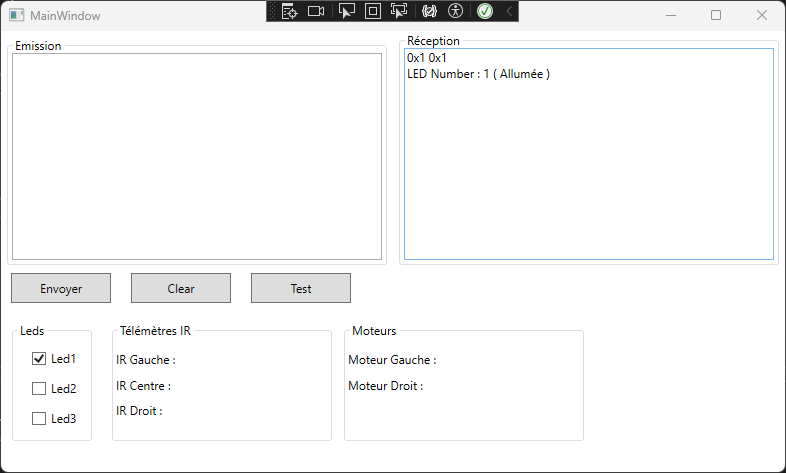 MainWindow
Emission
Réception
0x1 0x1
LED Number : 1 ( Allumée )
Envoyer
Clear
Test
Leds
Led1
Led2
Led3
Télémètres IR
IR Gauche :
IR Centre :
IR Droit :
Moteurs
Moteur Gauche :
Moteur Droit :